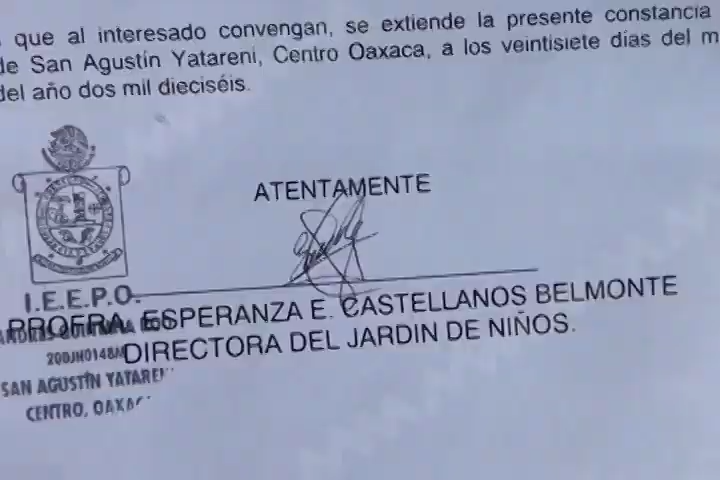 que al interesado convengan, se extiende la presente constancia
de San Agustín Yatareni, Centro Oaxaca, a los veintisiete días del
del año dos mil dieciséis.
ATENTAMENTE
I.E.E.P.O.
PROFRA. ESPERANZA E. CASTELLANOS BELMONTE
DIRECTORA DEL JARDIN DE NIÑOS.
20DJN0148
SAN AGUSTÍN YATARENI
CENTRO, OAXAC